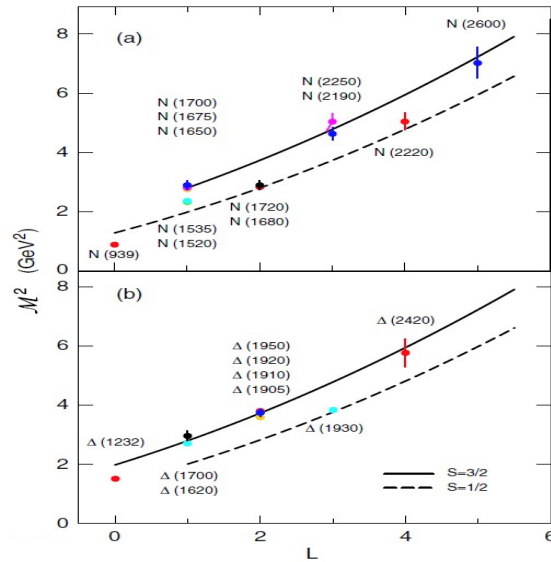 8
(a)
N (2600)
N (1700)
N (1675)
N (1650)
N (2250)
N (2190)
6
4
N (2220)
2
N (1535)
N (1520)
N (1720)
N (1680)
N (939)
0
ℳ² (GeV²)
8
(b)
Δ (2420)
Δ (1950)
Δ (1920)
Δ (1910)
Δ (1905)
6
4
Δ (1232)
Δ (1930)
2
Δ (1700)
Δ (1620)
S=3/2
S=1/2
0
0
2
4
6
L